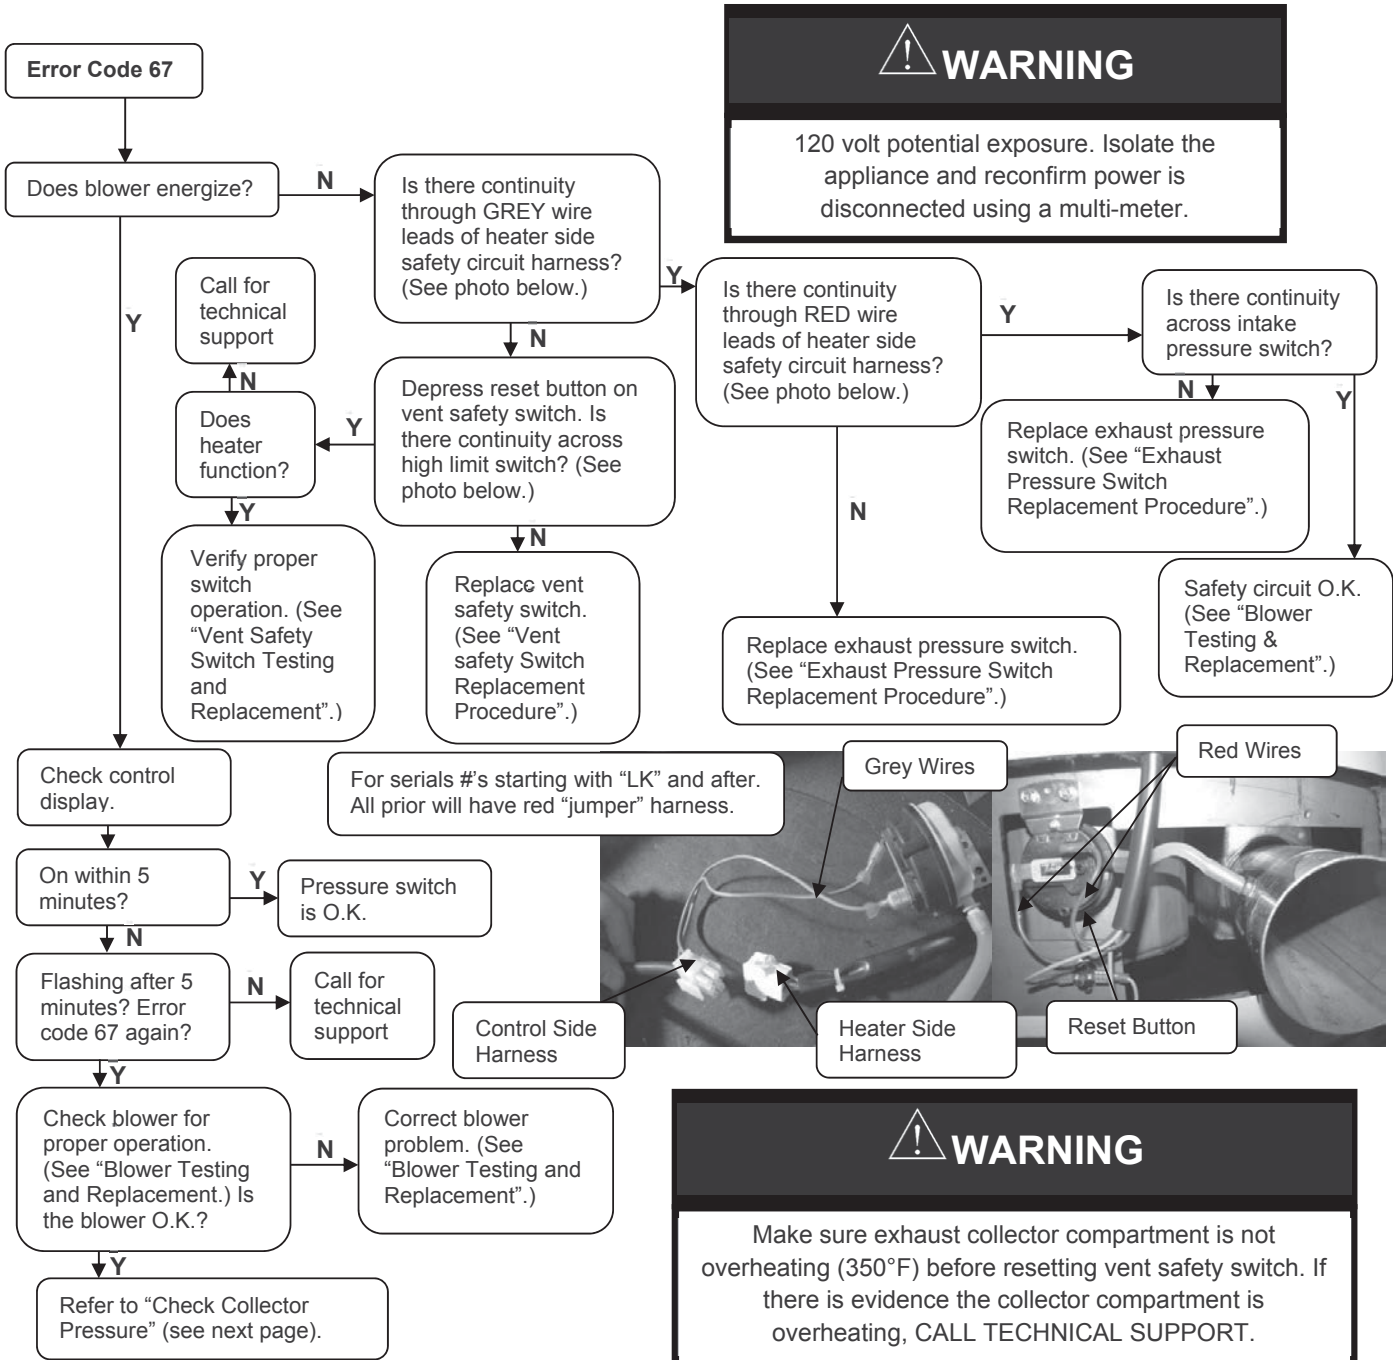 Error Code 67
WARNING
120 volt potential exposure. Isolate the
appliance and reconfirm power is
disconnected using a multi-meter.
Does blower energize?
N
Y
Is there continuity
through GREY wire
leads of heater side
safety circuit harness?
(See photo below.)
Y
N
Call for
technical
support
N
Does
heater
function?
Y
Y
Depress reset button on
vent safety switch. Is
there continuity across
high limit switch? (See
photo below.)
N
Is there continuity
through RED wire
leads of heater side
safety circuit harness?
(See photo below.)
Y
N
Is there continuity
across intake
pressure switch?
N
Y
Replace exhaust pressure
switch. (See “Exhaust
Pressure Switch
Replacement Procedure”.)
Safety circuit O.K.
(See “Blower
Testing &
Replacement”.)
Verify proper
switch
operation. (See
“Vent Safety
Switch Testing
and
Replacement”.)
Replace vent
safety switch.
(See “Vent
safety Switch
Replacement
Procedure”.)
Replace exhaust pressure switch.
(See “Exhaust Pressure Switch
Replacement Procedure”.)
Check control
display.
For serials #’s starting with “LK” and after.
All prior will have red “jumper” harness.
Grey Wires
Red Wires
On within 5
minutes?
Y
Pressure switch
is O.K.
N
Flashing after 5
minutes? Error
code 67 again?
N
Call for
technical
support
Control Side
Harness
Heater Side
Harness
Reset Button
Y
Check blower for
proper operation.
(See “Blower Testing
and Replacement.) Is
the blower O.K.?
N
Correct blower
problem. (See
“Blower Testing and
Replacement”.)
Y
Refer to “Check Collector
Pressure” (see next page).
WARNING
Make sure exhaust collector compartment is not
overheating (350°F) before resetting vent safety switch. If
there is evidence the collector compartment is
overheating, CALL TECHNICAL SUPPORT.